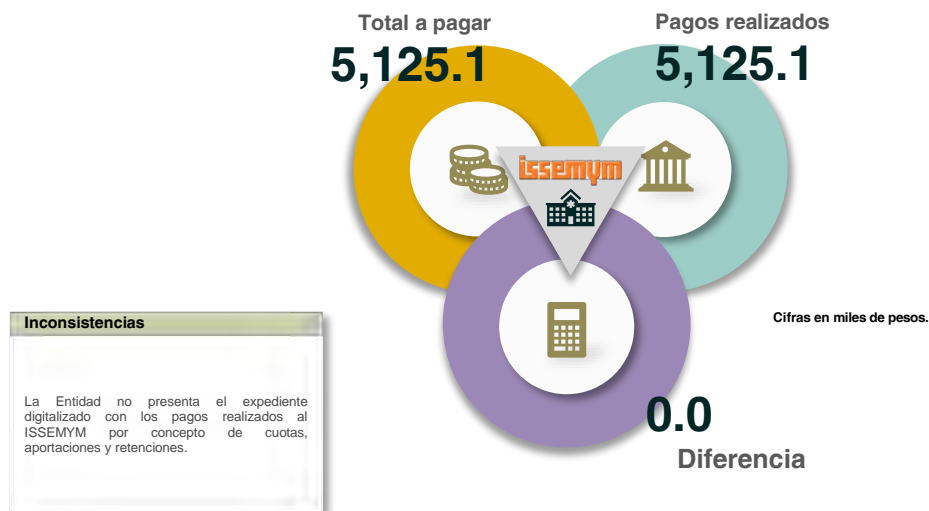 Total a pagar
5,125.1
Pagos realizados
5,125.1
issemym
Cifras en miles de pesos.
Inconsistencias
La Entidad no presenta el expediente
digitalizado con los pagos realizados al
ISSEMYM por concepto de cuotas,
aportaciones y retenciones.
0.0
Diferencia